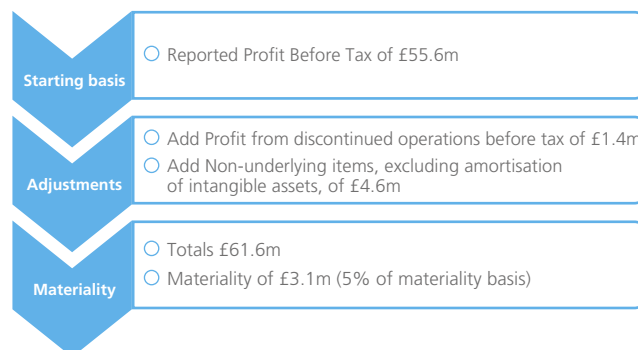 Starting basis
Reported Profit Before Tax of £55.6m
Adjustments
Add Profit from discontinued operations before tax of £1.4m
Add Non-underlying items, excluding amortisation
of intangible assets, of £4.6m
Materiality
Totals £61.6m
Materiality of £3.1m (5% of materiality basis)